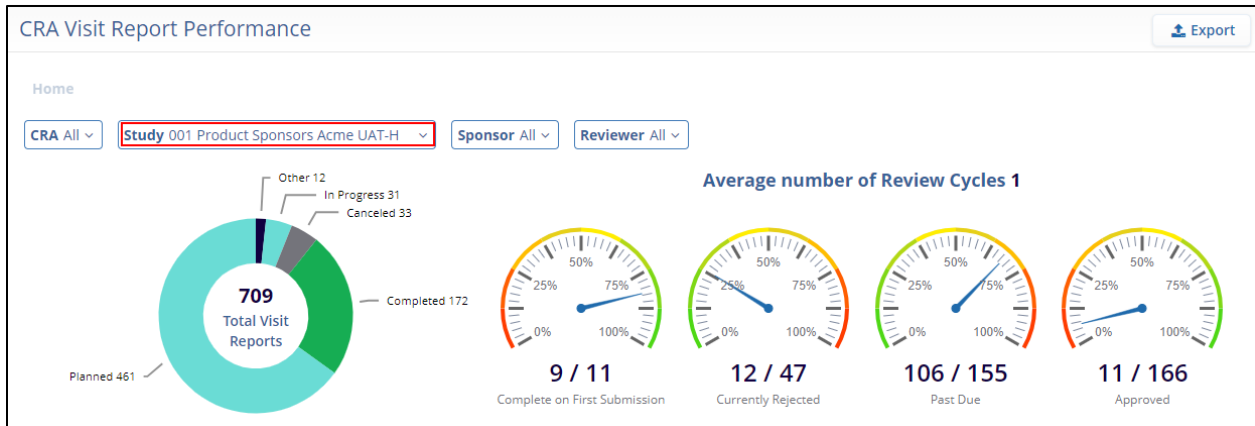 CRA Visit Report Performance
Export
Home
CRA All
Study 001 Product Sponsors Acme UAT-H
Sponsor All
Reviewer All
Other 12
In Progress 31
Canceled 33
Completed 172
Planned 461
709
Total Visit
Reports
Average number of Review Cycles 1
0%
25%
50%
75%
100%
9 / 11
Complete on First Submission
0%
25%
50%
75%
100%
12 / 47
Currently Rejected
0%
25%
50%
75%
100%
106 / 155
Past Due
0%
25%
50%
75%
100%
11 / 166
Approved